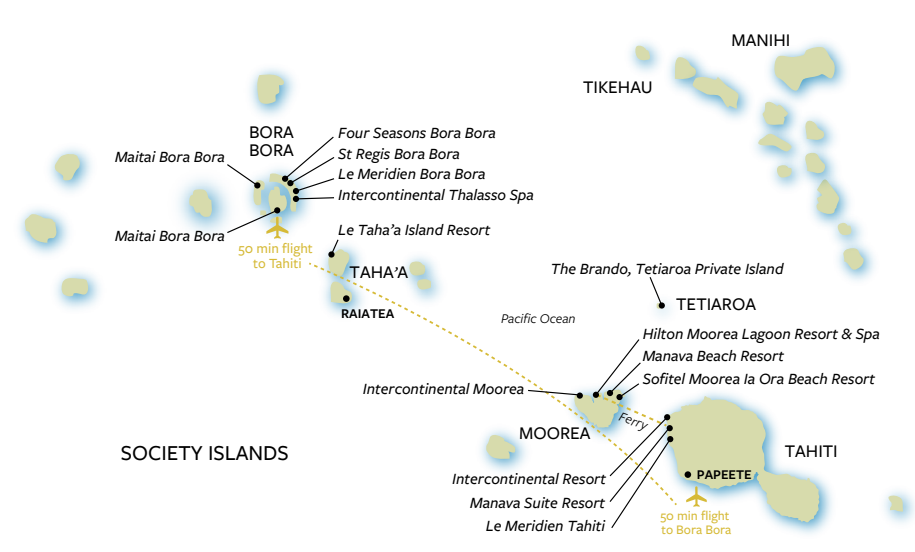 MANIHI
TIKEHAU
BORA
BORA
Four Seasons Bora Bora
St Regis Bora Bora
Le Meridien Bora Bora
Intercontinental Thalasso Spa
Maitai Bora Bora
Maitai Bora Bora
50 min flight
to Tahiti
Le Taha’a Island Resort
TAHA’A
RAIATEA
The Brando, Tetiaroa Private Island
TETIAROA
Pacific Ocean
Hilton Moorea Lagoon Resort & Spa
Manava Beach Resort
Sofitel Moorea Ia Ora Beach Resort
Intercontinental Moorea
Ferry
MOOREA
SOCIETY ISLANDS
TAHITI
Intercontinental Resort
Manava Suite Resort
Le Meridien Tahiti
PAPEETE
50 min flight
to Bora Bora